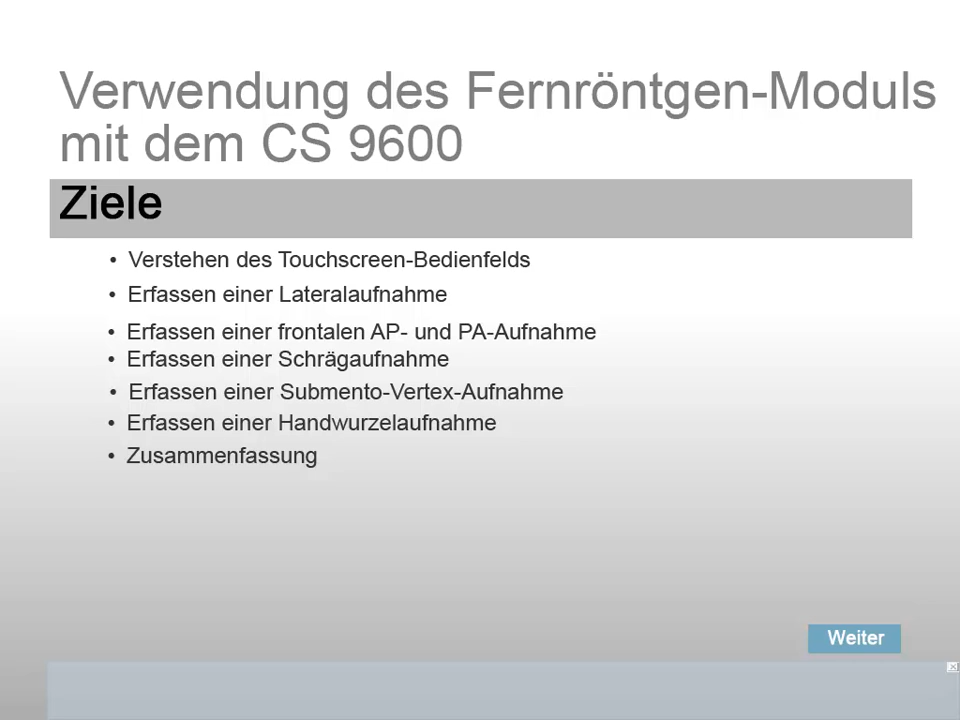 Verwendung des Fernröntgen-Moduls
mit dem CS 9600
Ziele
• Verstehen des Touchscreen-Bedienfelds
• Erfassen einer Lateralaufnahme
• Erfassen einer frontalen AP- und PA-Aufnahme
• Erfassen einer Schrägaufnahme
• Erfassen einer Submento-Vertex-Aufnahme
• Erfassen einer Handwurzelaufnahme
• Zusammenfassung
Weiter